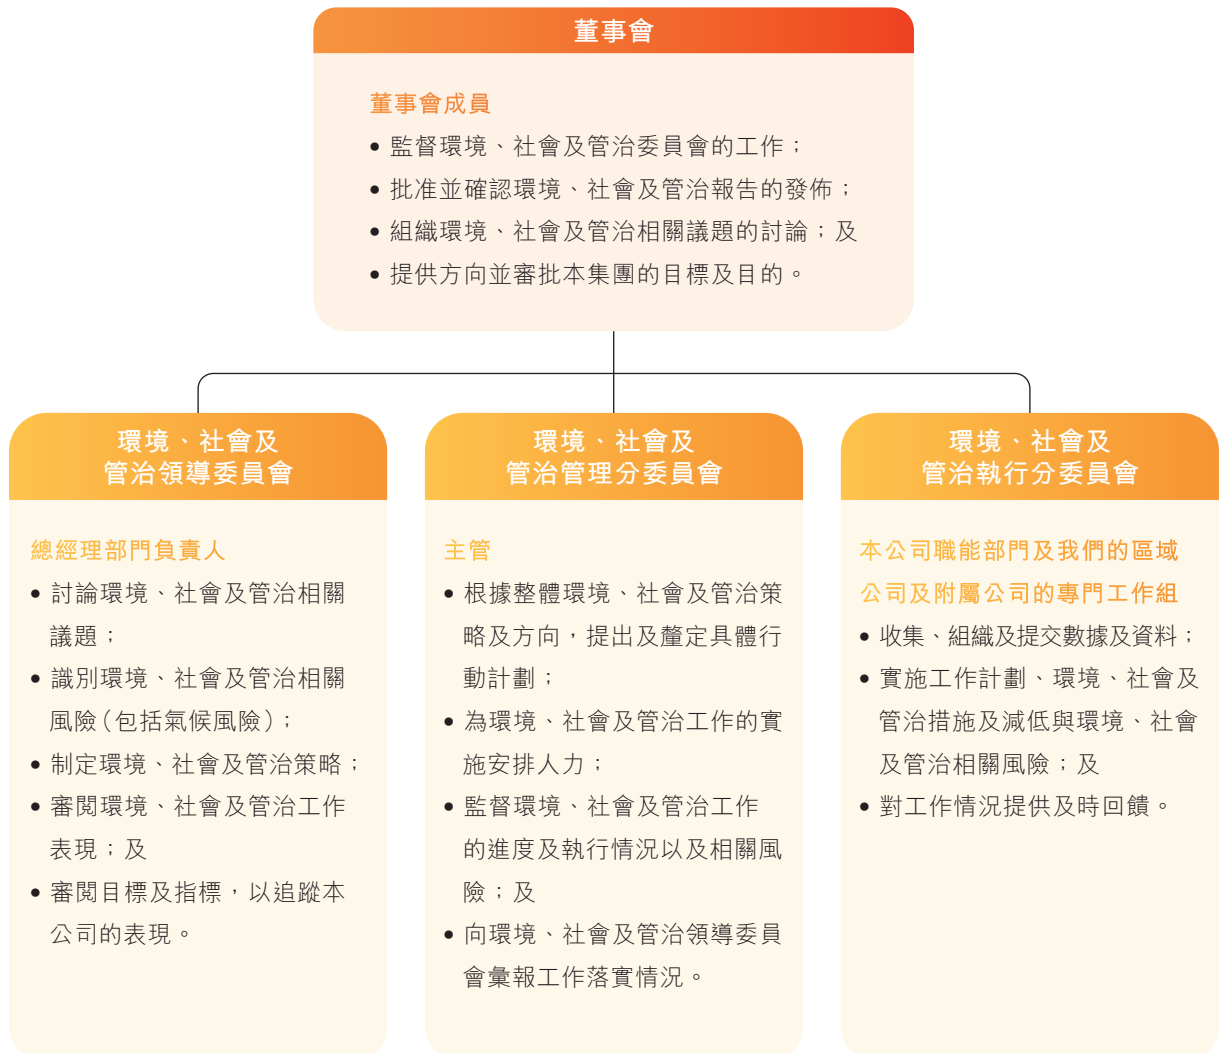 董事會
董事會成員
• 監督環境、社會及管治委員會的工作；
• 批准並確認環境、社會及管治報告的發佈；
• 組織環境、社會及管治相關議題的討論；及
• 提供方向並審批本集團的目標及目的。
環境、社會及
管治領導委員會
總經理部門負責人
• 討論環境、社會及管治相關
議題；
• 識別環境、社會及管治相關
風險（包括氣候風險）；
• 制定環境、社會及管治策略；
• 審閱環境、社會及管治工作
表現；及
• 審閱目標及指標，以追蹤本
公司的表現。
環境、社會及
管治管理分委員會
主管
• 根據整體環境、社會及管治策
略及方向，提出及釐定具體行
動計劃；
• 為環境、社會及管治工作的實
施安排人力；
• 監督環境、社會及管治工作
的進度及執行情況以及相關風
險；及
• 向環境、社會及管治領導委員
會彙報工作落實情況。
環境、社會及
管治執行分委員會
本公司職能部門及我們的區域
公司及附屬公司的專門工作組
• 收集、組織及提交數據及資料；
• 實施工作計劃、環境、社會及
管治措施及減低與環境、社會
及管治相關風險；及
• 對工作情況提供及時回饋。